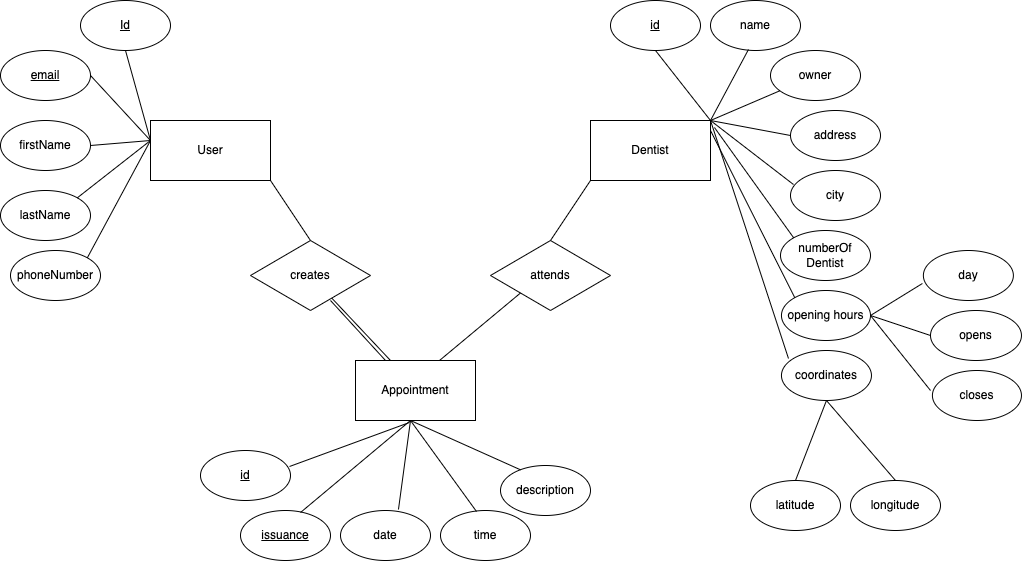 Id
id
name
email
owner
firstName
User
Dentist
address
lastName
city
phoneNumber
creates
attends
numberOf
Dentist
day
opening hours
opens
Appointment
coordinates
closes
id
description
latitude
longitude
issuance
date
time